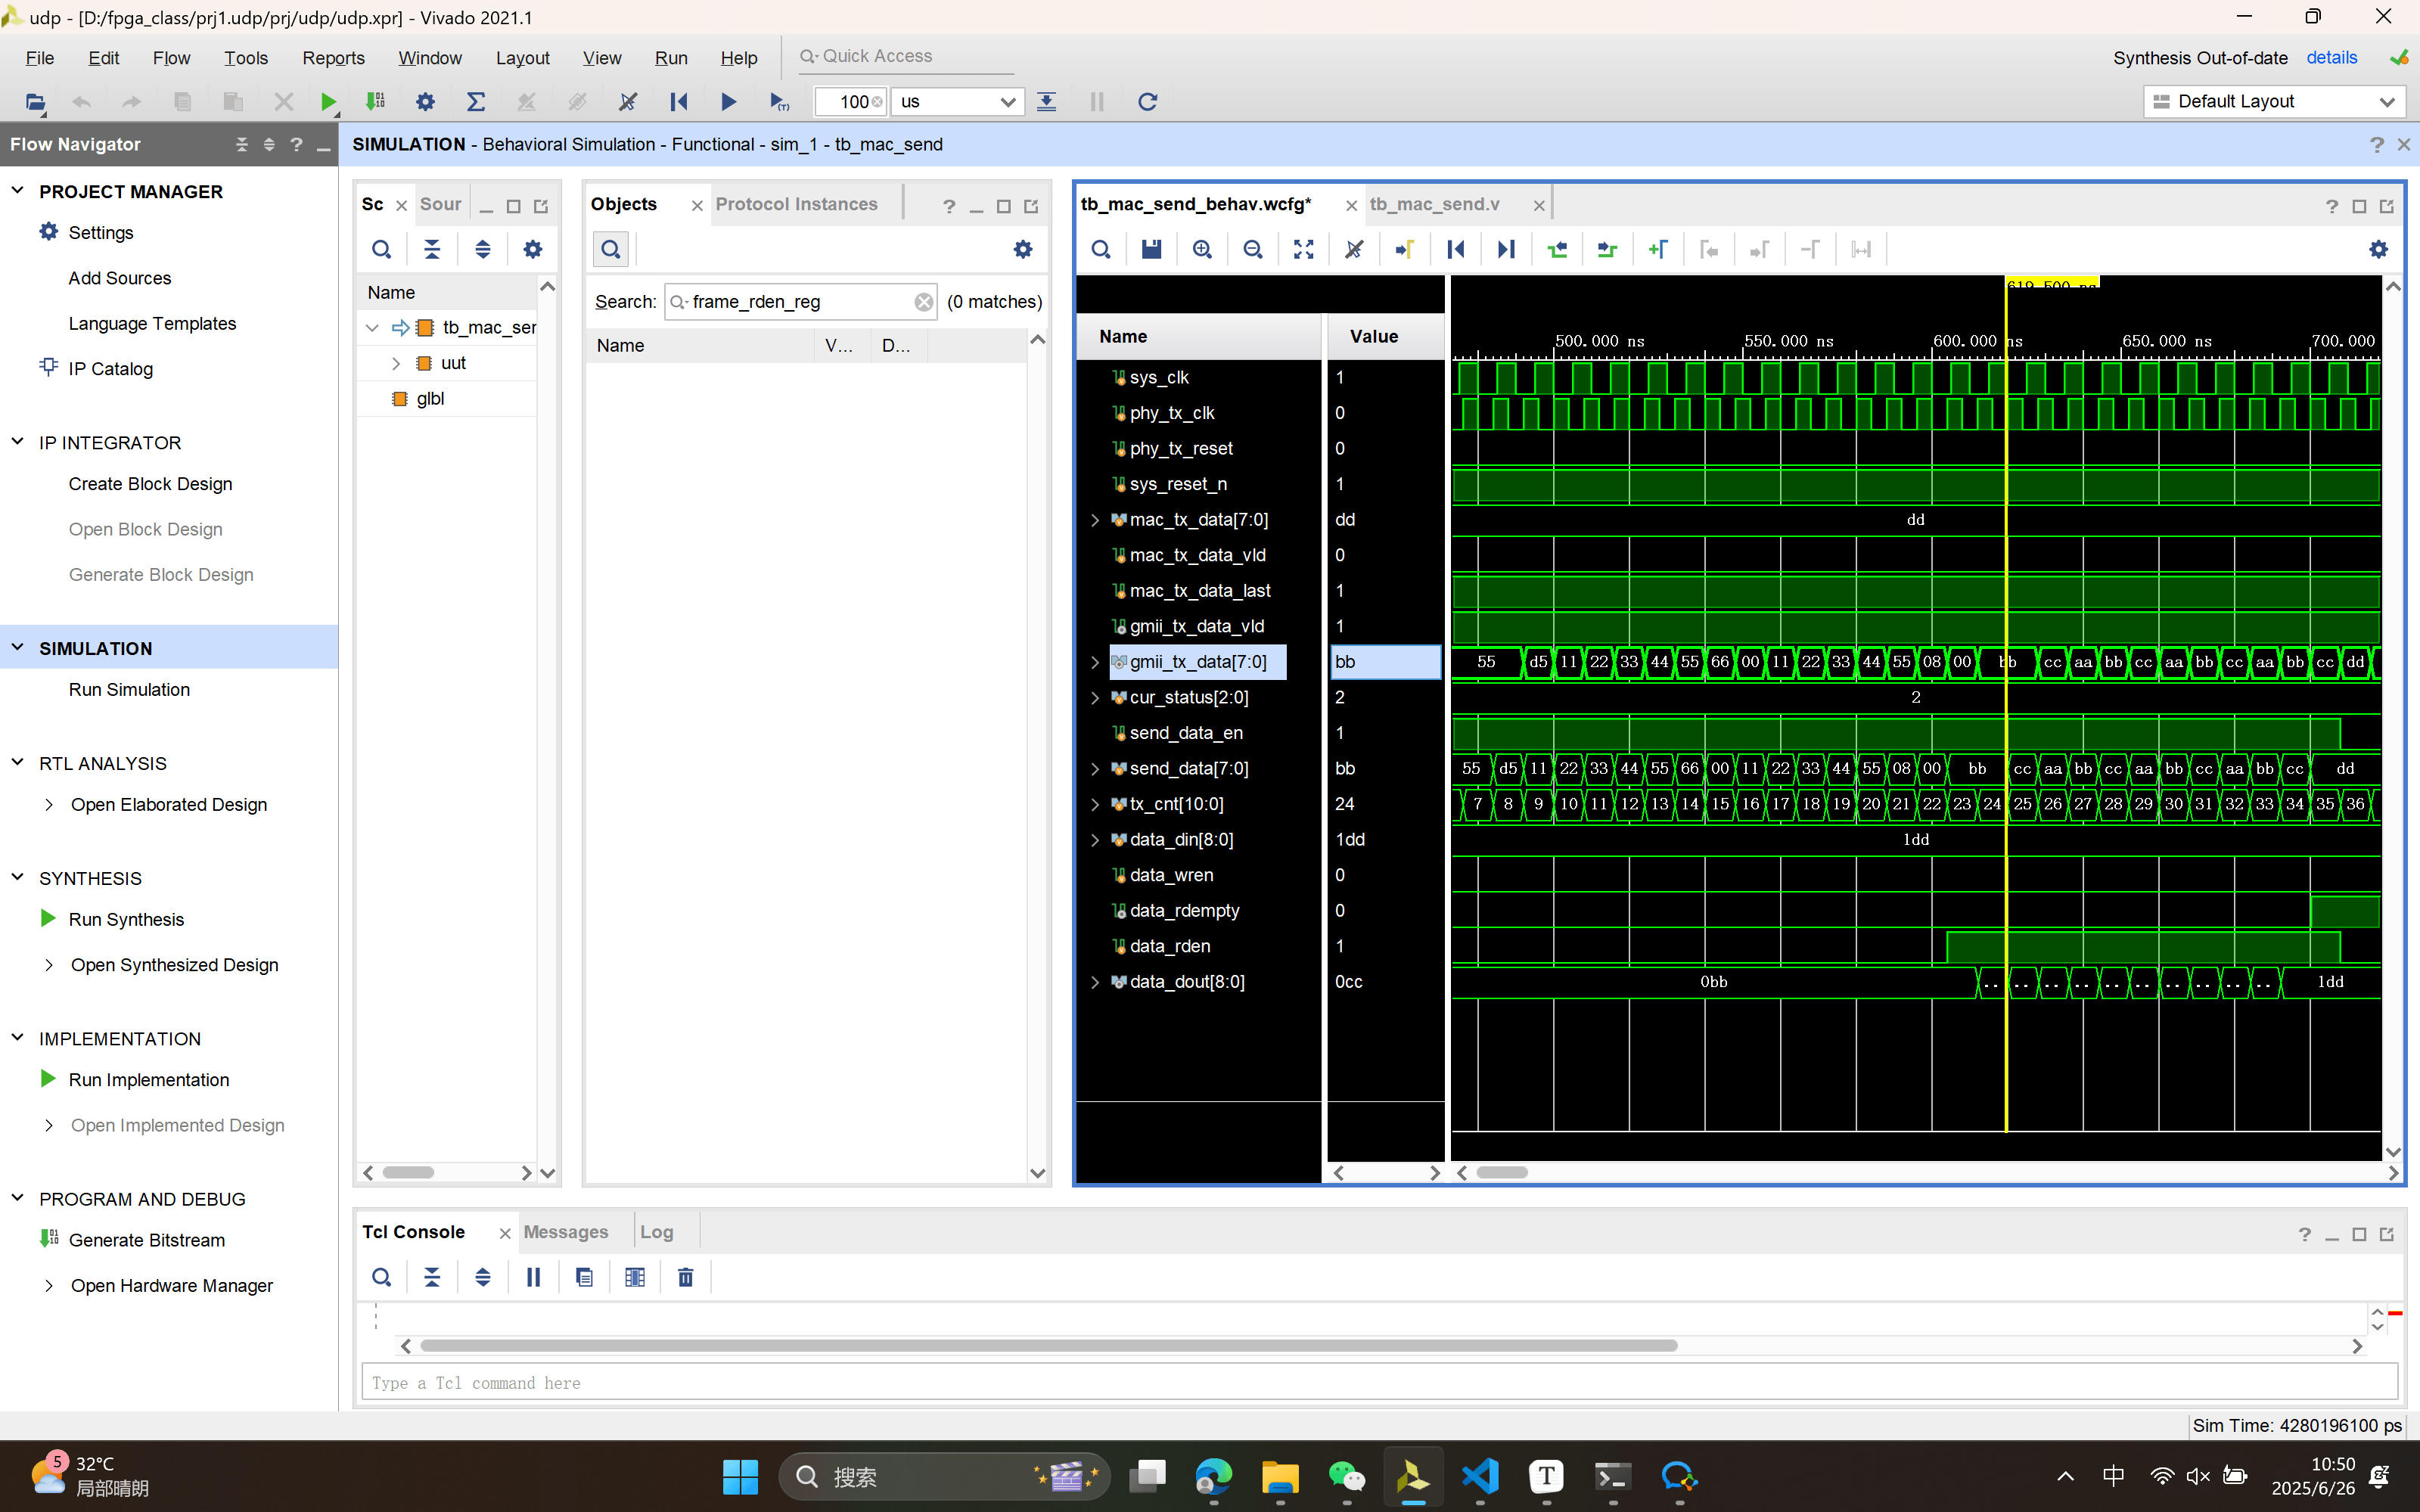 udp - [D:/fpga_class/prj1.udp/prj/udp/udp.xpr] - Vivado 2021.1
File Edit Flow Tools Reports Window Layout View Run Help Quick Access
Synthesis Out-of-date details
100 us
Default Layout
Flow Navigator
SIMULATION - Behavioral Simulation - Functional - sim_1 - tb_mac_send
PROJECT MANAGER
Settings
Add Sources
Language Templates
IP Catalog
IP INTEGRATOR
Create Block Design
Open Block Design
Generate Block Design
SIMULATION
Run Simulation
RTL ANALYSIS
Open Elaborated Design
SYNTHESIS
Run Synthesis
Open Synthesized Design
IMPLEMENTATION
Run Implementation
Open Implemented Design
PROGRAM AND DEBUG
Generate Bitstream
Open Hardware Manager
Sc Sour
Name
tb_mac_ser
uut
glbl
Objects Protocol Instances
Search: frame_rden_reg (0 matches)
Name V... D...
tb_mac_send_behav.wcfg* tb_mac_send.v
619.500 ns
Name Value
500.000 ns 550.000 ns 600.000 ns 650.000 ns 700.000
sys_clk 1
phy_tx_clk 0
phy_tx_reset 0
sys_reset_n 1
mac_tx_data[7:0] dd dd
mac_tx_data_vld 0
mac_tx_data_last 1
gmii_tx_data_vld 1
gmii_tx_data[7:0] bb 55 d5 11 22 33 44 55 66 00 11 22 33 44 55 08 00 bb cc aa bb cc aa bb cc aa bb cc dd
cur_status[2:0] 2 2
send_data_en 1
send_data[7:0] bb 55 d5 11 22 33 44 55 66 00 11 22 33 44 55 08 00 bb cc aa bb cc aa bb cc aa bb cc dd
tx_cnt[10:0] 24 7 8 9 10 11 12 13 14 15 16 17 18 19 20 21 22 23 24 25 26 27 28 29 30 31 32 33 34 35 36
data_din[8:0] 1dd 1dd
data_wren 0
data_rdempty 0
data_rden 1
data_dout[8:0] 0cc 0bb .. .. .. .. .. .. .. .. .. .. 1dd
Tcl Console Messages Log
Type a Tcl command here
Sim Time: 4280196100 ps
5
32°C
局部晴朗
搜索
中
10:50
2025/6/26